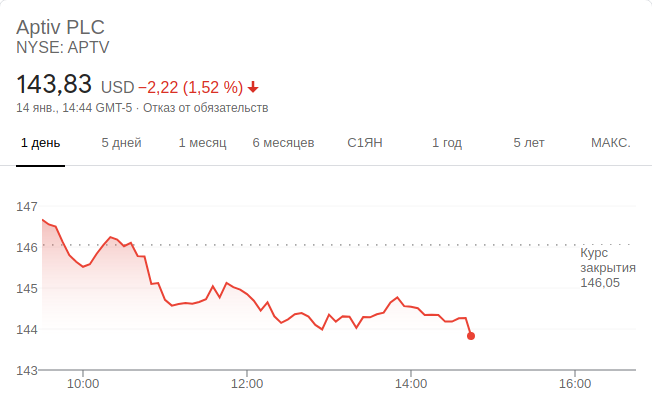 Aptiv PLC
NYSE: APTV
143,83 USD −2,22 (1,52 %)
14 янв., 14:44 GMT-5 · Отказ от обязательств
1 день 5 дней 1 месяц 6 месяцев С1ЯН 1 год 5 лет МАКС.
147
146
Курс
закрытия
146,05
145
144
143
10:00 12:00 14:00 16:00